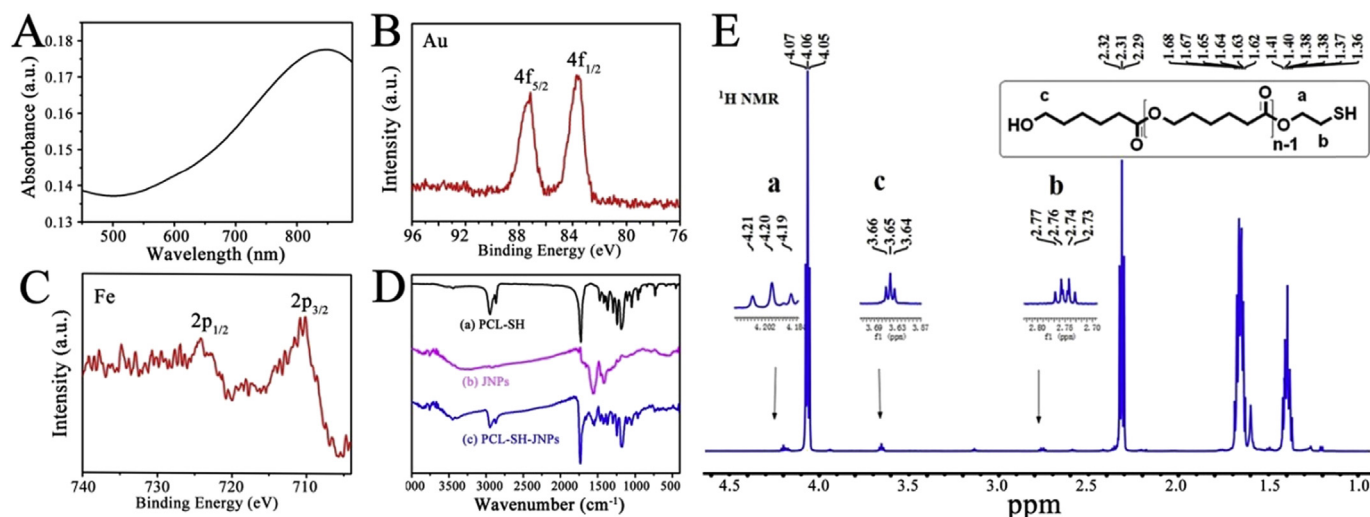 A
0.18
0.17
0.16
0.15
0.14
0.13
Absorbance (a.u.)
500
600
700
800
Wavelength (nm)
B
Au
4f5/2
4f1/2
Intensity (a.u.)
96
92
88
84
80
76
Binding Energy (eV)
C
Fe
2p1/2
2p3/2
Intensity (a.u.)
740
730
720
710
Binding Energy (eV)
D
(a) PCL-SH
(b) JNPs
(c) PCL-SH-JNPs
000 3500 3000 2500 2000 1500 1000 500
Wavenumber (cm-1)
E
4.07
4.06
4.05
2.32
2.31
2.29
1.68
1.67
1.65
1.64
1.63
1.62
1.41
1.40
1.38
1.38
1.37
1.36
1H NMR
c
HO
O
O
O
O
O
n-1
a
b
SH
a
4.21
4.20
4.19
4.202
c
3.66
3.65
3.64
3.69 3.63
f1 (ppm)
b
2.77
2.76
2.74
2.73
2.80 2.70
f1 (ppm)
4.5
4.0
3.5
3.0
2.5
2.0
1.5
1.0
ppm